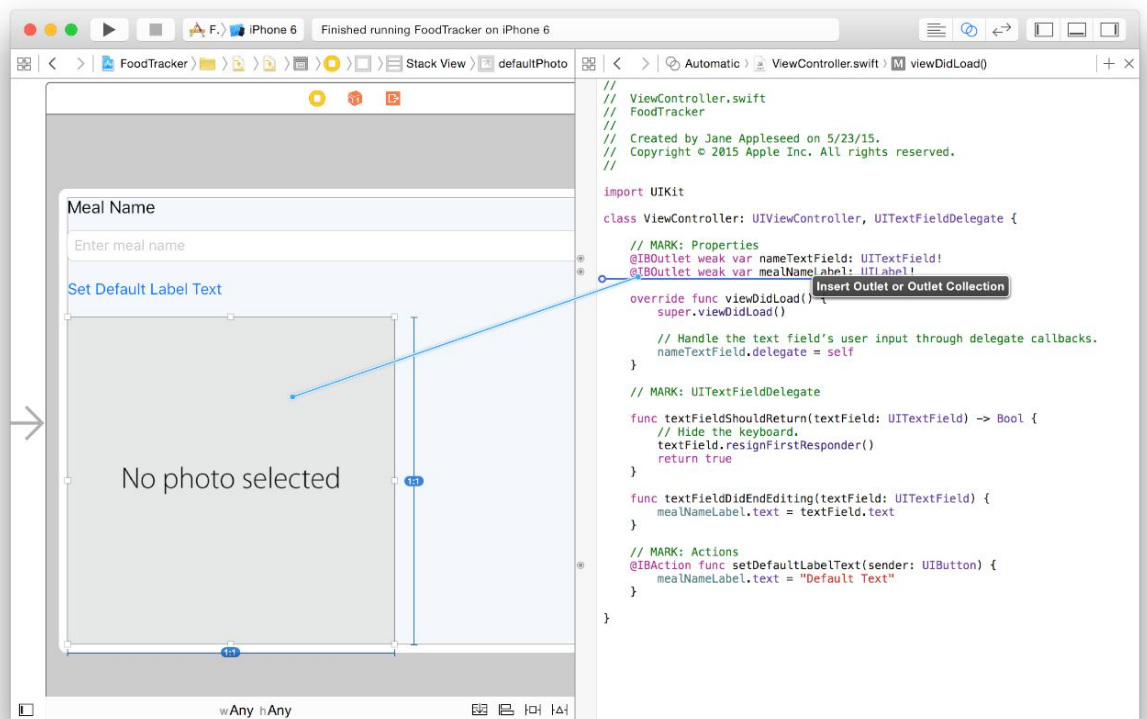 F. iPhone 6 Finished running FoodTracker on iPhone 6
FoodTracker Stack View defaultPhoto
Automatic ViewController.swift M viewDidLoad()
Meal Name
Enter meal name
Set Default Label Text
No photo selected
1:1
1:1
wAny hAny
//
// ViewController.swift
// FoodTracker
//
// Created by Jane Appleseed on 5/23/15.
// Copyright © 2015 Apple Inc. All rights reserved.
//
import UIKit
class ViewController: UIViewController, UITextFieldDelegate {
// MARK: Properties
@IBOutlet weak var nameTextField: UITextField!
@IBOutlet weak var mealNameLabel: UILabel!
Insert Outlet or Outlet Collection
override func viewDidLoad() {
super.viewDidLoad()
// Handle the text field’s user input through delegate callbacks.
nameTextField.delegate = self
}
// MARK: UITextFieldDelegate
func textFieldShouldReturn(textField: UITextField) -> Bool {
// Hide the keyboard.
textField.resignFirstResponder()
return true
}
func textFieldDidEndEditing(textField: UITextField) {
mealNameLabel.text = textField.text
}
// MARK: Actions
@IBAction func setDefaultLabelText(sender: UIButton) {
mealNameLabel.text = "Default Text"
}
}